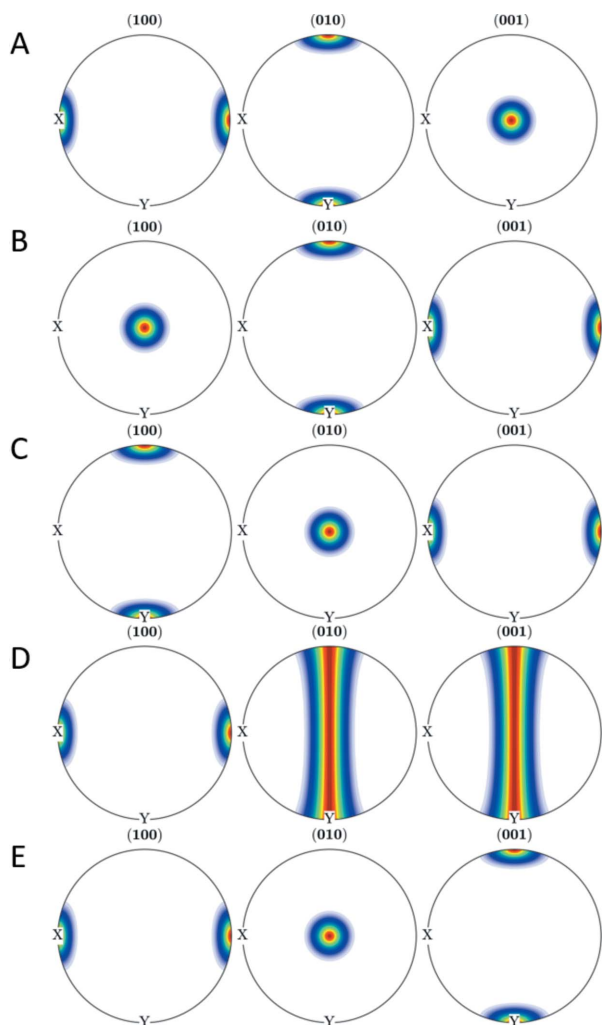 A
(100) (010) (001)
X X X
Y Y Y
B
(100) (010) (001)
X X X
Y Y Y
C
(100) (010) (001)
X X X
Y Y Y
D
(100) (010) (001)
X X X
Y Y Y
E
(100) (010) (001)
X X X
Y Y Y